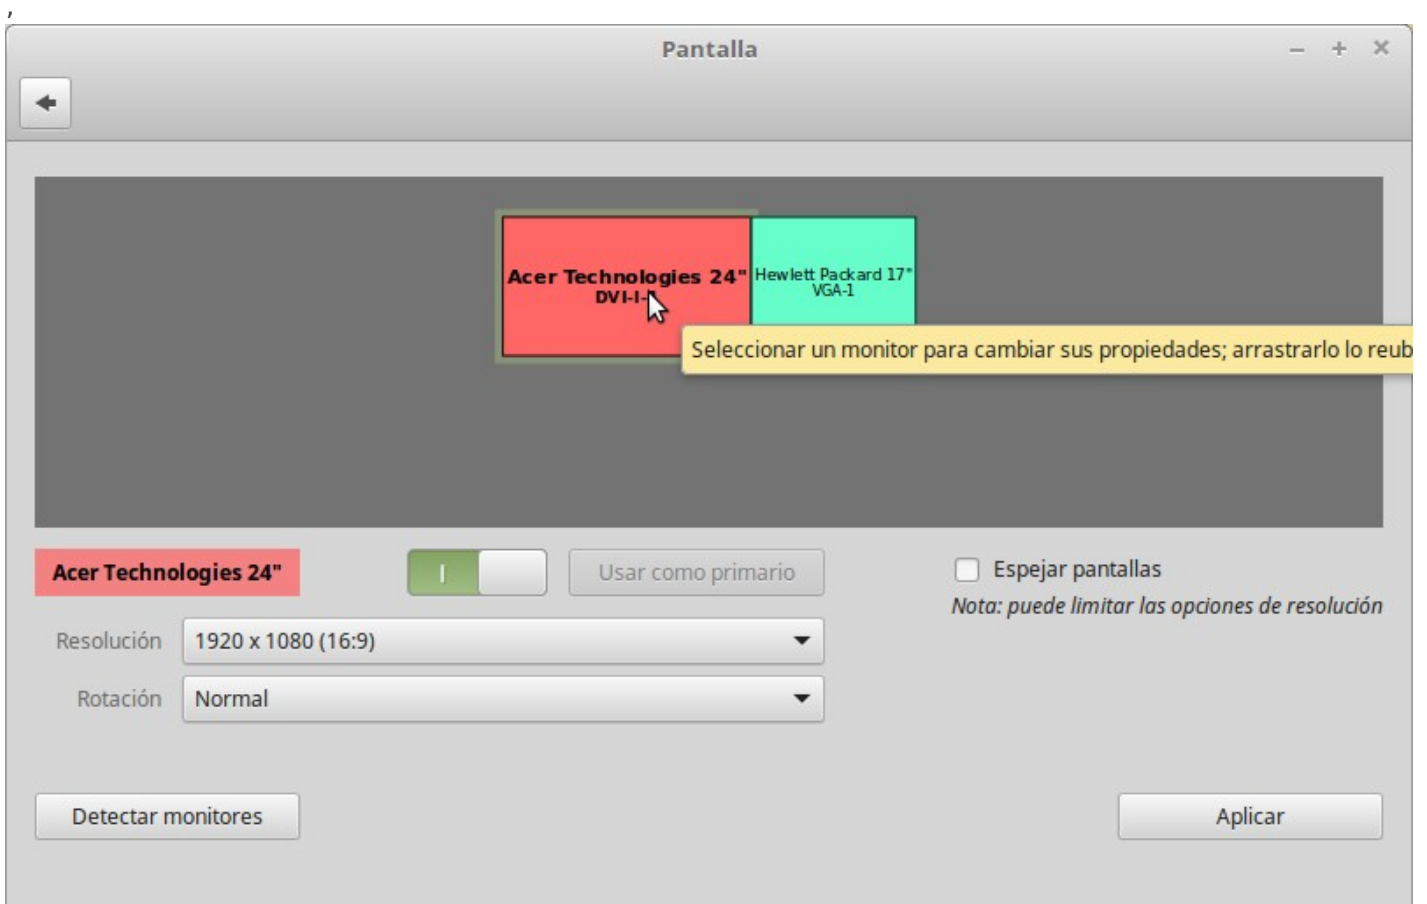 ,
Pantalla
Acer Technologies 24"
DVI-I-
Hewlett Packard 17"
VGA-1
Seleccionar un monitor para cambiar sus propiedades; arrastrarlo lo reub
Acer Technologies 24"
I
Usar como primario
Espejar pantallas
Nota: puede limitar las opciones de resolución
Resolución
1920 x 1080 (16:9)
Rotación
Normal
Detectar monitores
Aplicar